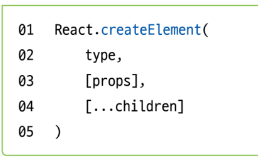 01 React.createElement(
02 type,
03 [props],
04 [...children]
05 )